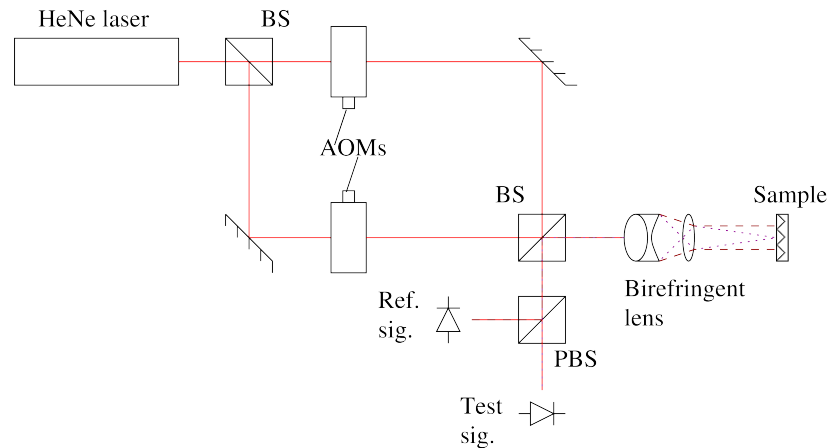 HeNe laser
BS
AOMs
BS
Sample
Birefringent
lens
Ref.
sig.
PBS
Test
sig.